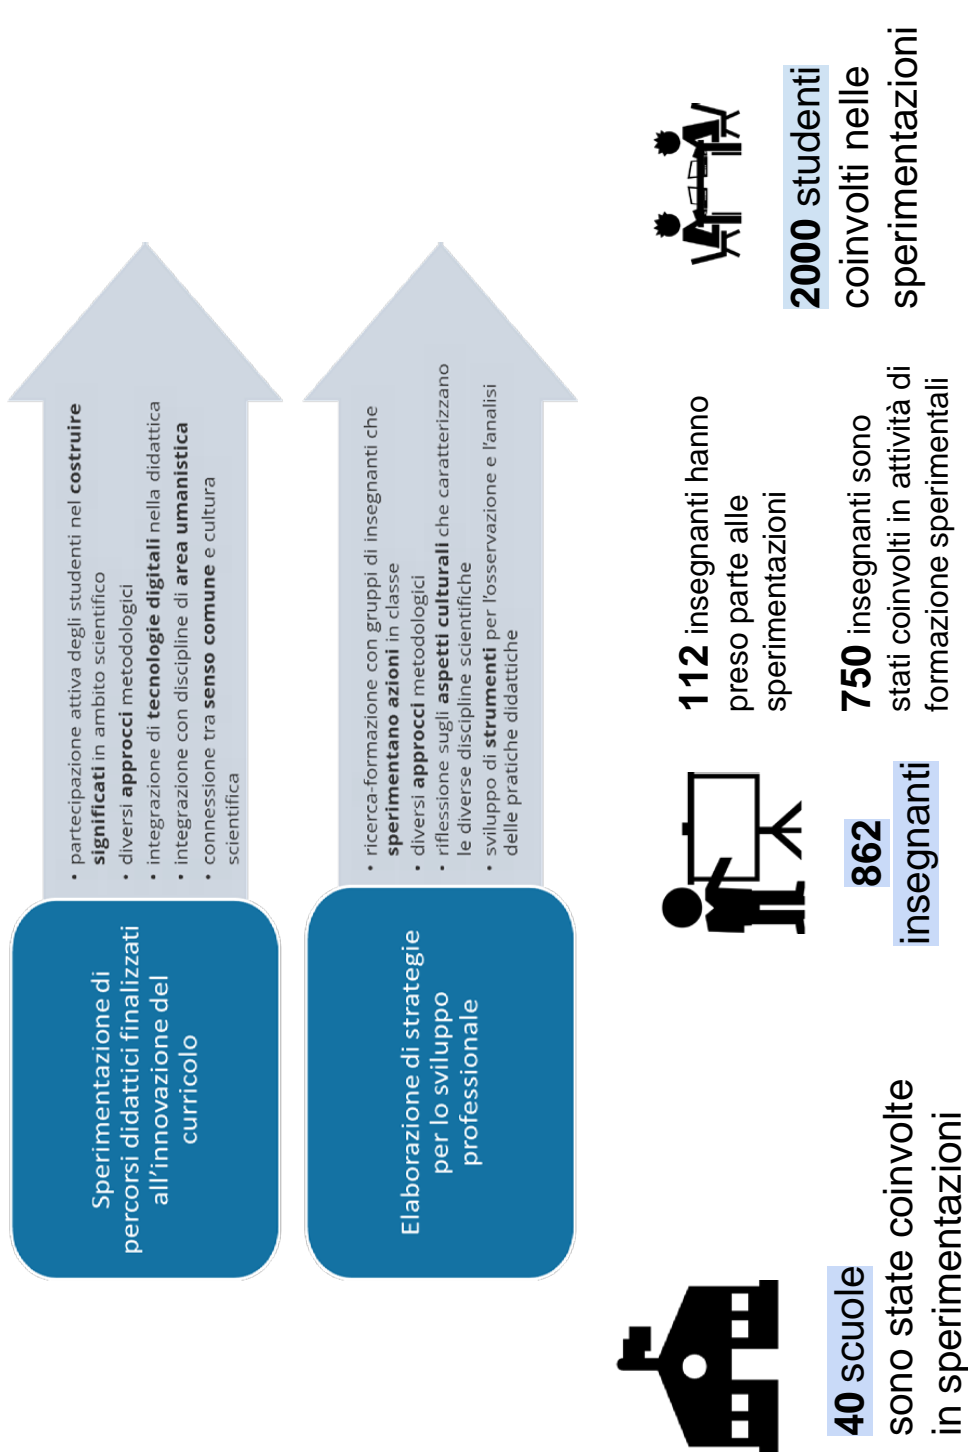 Sperimentazione di
percorsi didattici finalizzati
all’innovazione del
curricolo
• partecipazione attiva degli studenti nel costruire
significati in ambito scientifico
• diversi approcci metodologici
• integrazione di tecnologie digitali nella didattica
• integrazione con discipline di area umanistica
• connessione tra senso comune e cultura
scientifica
Elaborazione di strategie
per lo sviluppo
professionale
• ricerca-formazione con gruppi di insegnanti che
sperimentano azioni in classe
• diversi approcci metodologici
• riflessione sugli aspetti culturali che caratterizzano
le diverse discipline scientifiche
• sviluppo di strumenti per l’osservazione e l’analisi
delle pratiche didattiche
40 scuole
sono state coinvolte
in sperimentazioni
862
insegnanti
112 insegnanti hanno
preso parte alle
sperimentazioni
750 insegnanti sono
stati coinvolti in attività di
formazione sperimentali
2000 studenti
coinvolti nelle
sperimentazioni